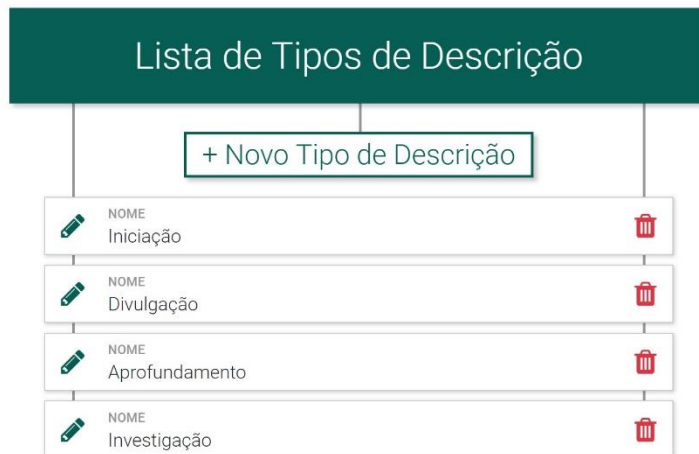 Lista de Tipos de Descrição
+ Novo Tipo de Descrição
NOME
Iniciação
NOME
Divulgação
NOME
Aprofundamento
NOME
Investigação